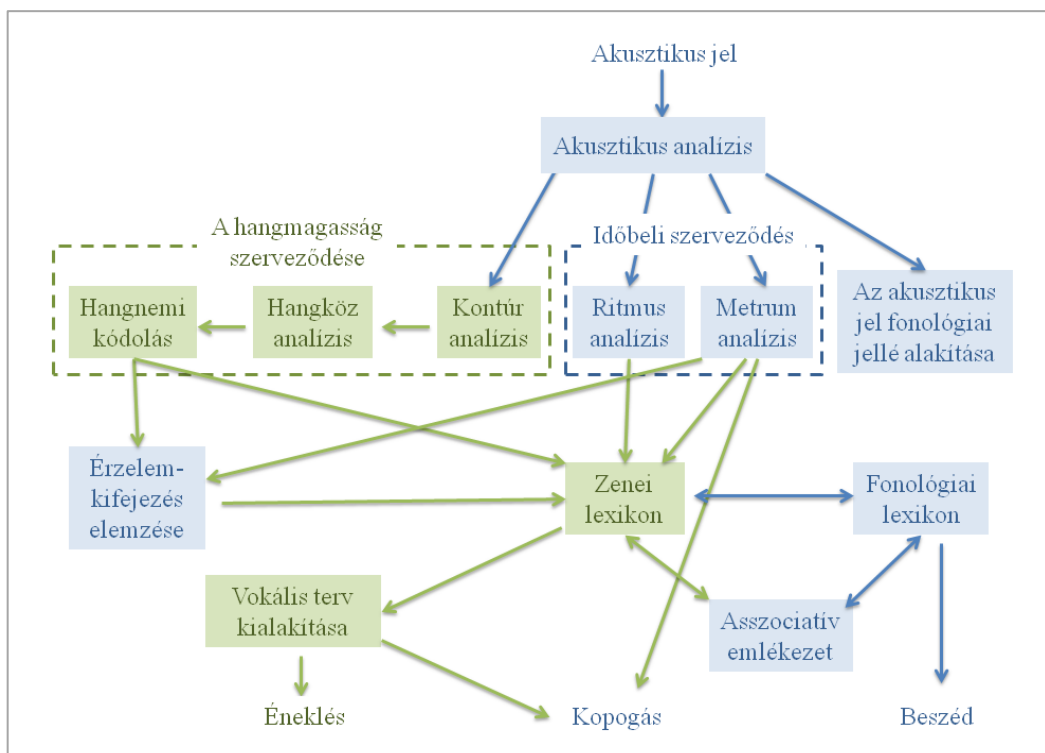 Akusztikus jel
Akusztikus analízis
A hangmagasság
szerveződése
Időbeli szerveződés
Hangnemi
kódolás
Hangköz
analízis
Kontúr
analízis
Ritmus
analízis
Metrum
analízis
Az akusztikus
jel fonológiai
jellé alakítása
Érzelem-
kifejezés
elemzése
Zenei
lexikon
Fonológiai
lexikon
Vokális terv
kialakítása
Asszociatív
emlékezet
Éneklés
Kopogás
Beszéd